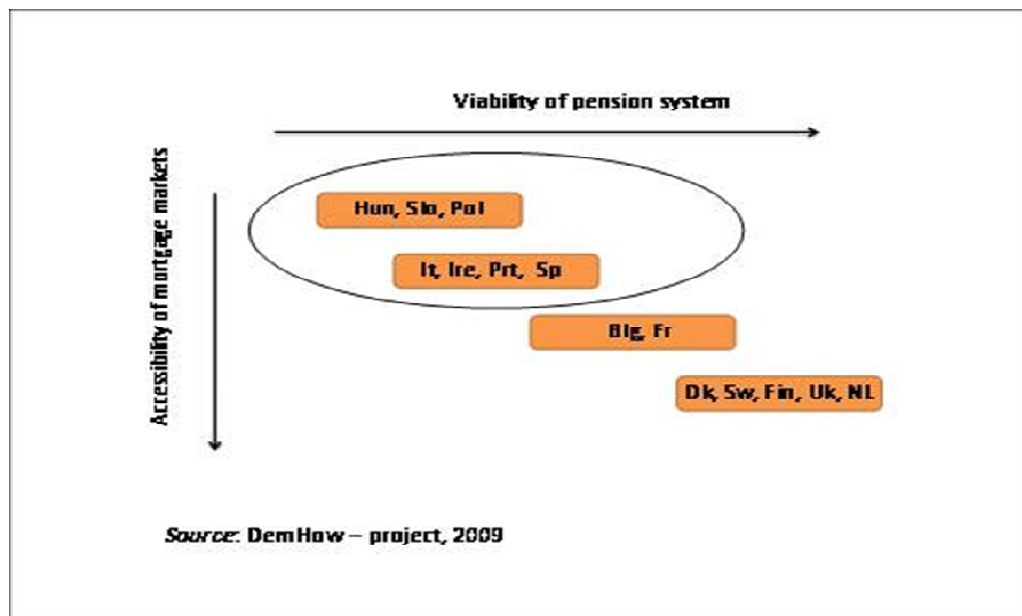 Viability of pension system
Accessibility of mortgage markets
Hun, Slo, Pol
It, Ire, Prt, Sp
Blg, Fr
Dk, Sw, Fin, Uk, NL
Source: DemHow – project, 2009